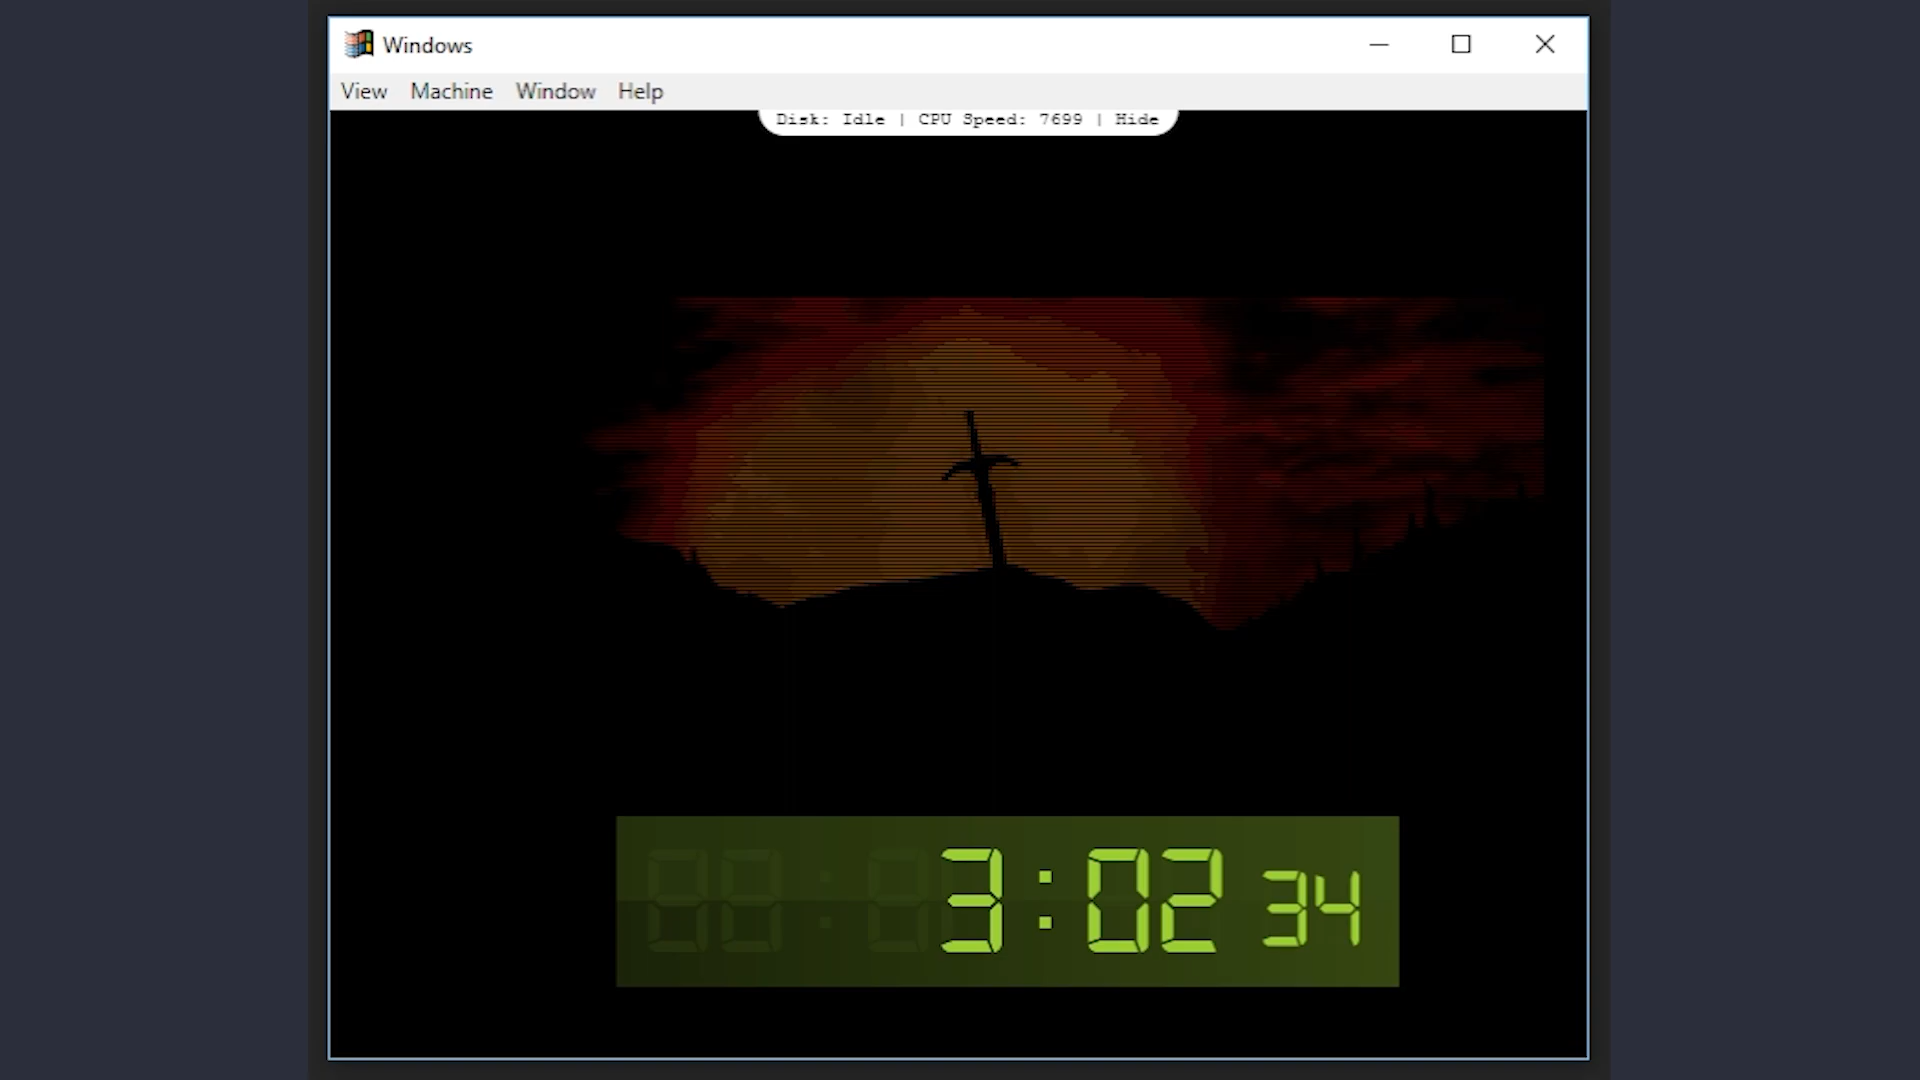 Windows
View Machine Window Help
Disk: Idle | CPU Speed: 7699 | Hide
3:02 34